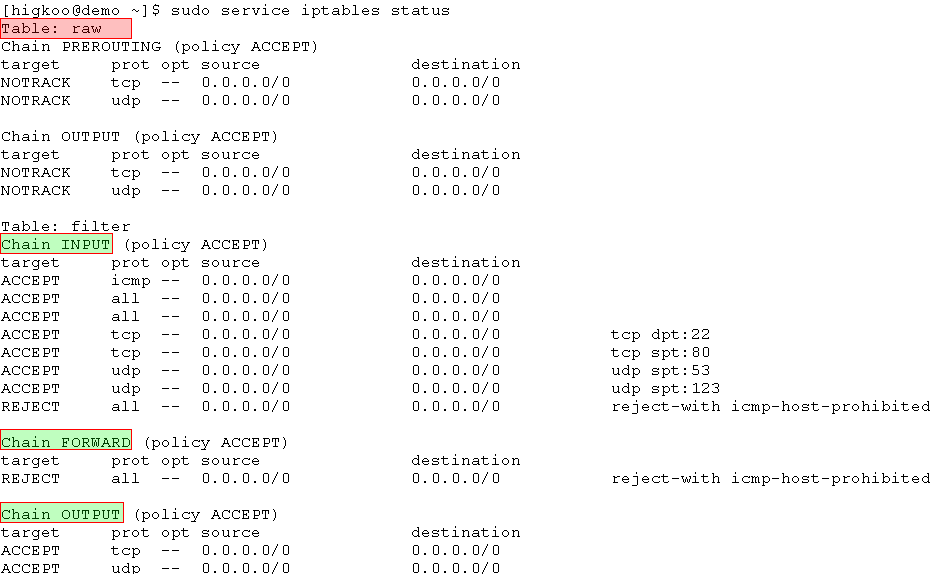 [higkoo@demo ~]$ sudo service iptables status
Table: raw
Chain PREROUTING (policy ACCEPT)
target     prot opt source               destination
NOTRACK    tcp  --  0.0.0.0/0            0.0.0.0/0
NOTRACK    udp  --  0.0.0.0/0            0.0.0.0/0

Chain OUTPUT (policy ACCEPT)
target     prot opt source               destination
NOTRACK    tcp  --  0.0.0.0/0            0.0.0.0/0
NOTRACK    udp  --  0.0.0.0/0            0.0.0.0/0

Table: filter
Chain INPUT (policy ACCEPT)
target     prot opt source               destination
ACCEPT     icmp --  0.0.0.0/0            0.0.0.0/0
ACCEPT     all  --  0.0.0.0/0            0.0.0.0/0
ACCEPT     all  --  0.0.0.0/0            0.0.0.0/0
ACCEPT     tcp  --  0.0.0.0/0            0.0.0.0/0           tcp dpt:22
ACCEPT     tcp  --  0.0.0.0/0            0.0.0.0/0           tcp spt:80
ACCEPT     udp  --  0.0.0.0/0            0.0.0.0/0           udp spt:53
ACCEPT     udp  --  0.0.0.0/0            0.0.0.0/0           udp spt:123
REJECT     all  --  0.0.0.0/0            0.0.0.0/0           reject-with icmp-host-prohibited

Chain FORWARD (policy ACCEPT)
target     prot opt source               destination
REJECT     all  --  0.0.0.0/0            0.0.0.0/0           reject-with icmp-host-prohibited

Chain OUTPUT (policy ACCEPT)
target     prot opt source               destination
ACCEPT     tcp  --  0.0.0.0/0            0.0.0.0/0
ACCEPT     udp  --  0.0.0.0/0            0.0.0.0/0